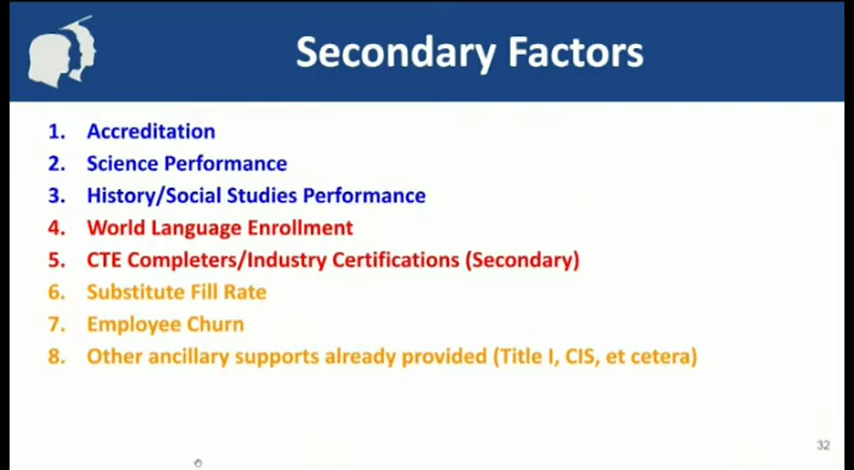 Secondary Factors
1. Accreditation
2. Science Performance
3. History/Social Studies Performance
4. World Language Enrollment
5. CTE Completers/Industry Certifications (Secondary)
6. Substitute Fill Rate
7. Employee Churn
8. Other ancillary supports already provided (Title I, CIS, et cetera)
32